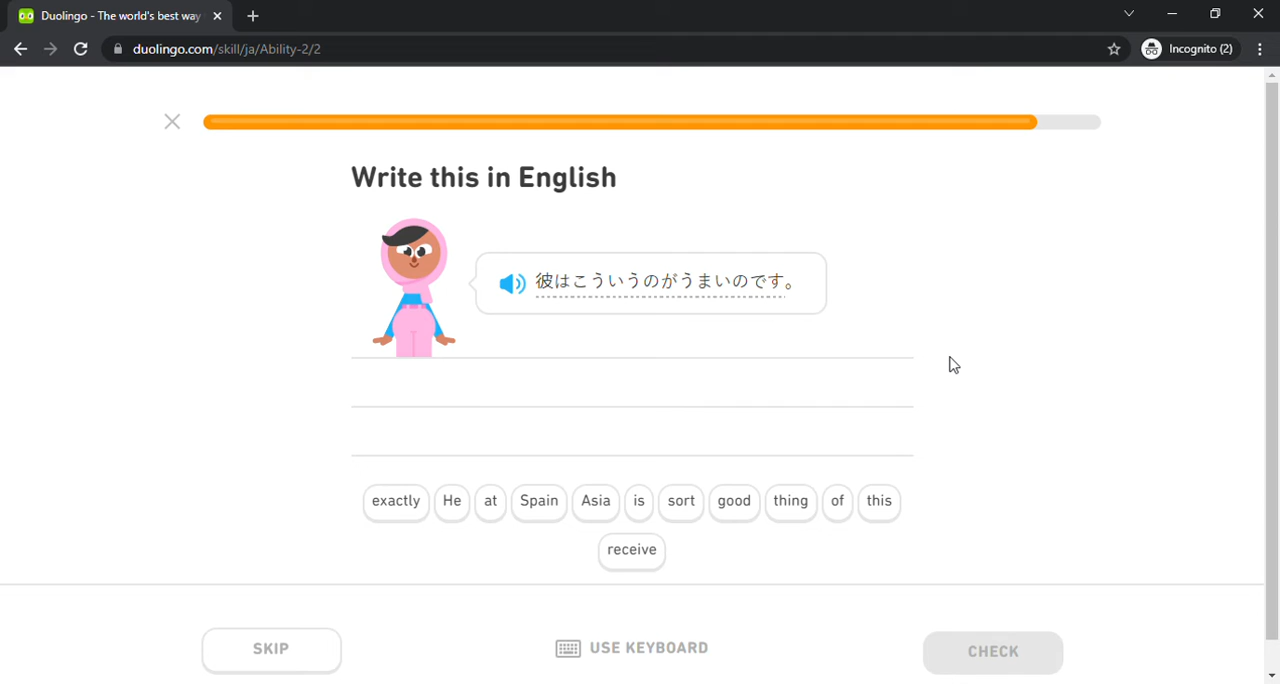 Duolingo - The world's best way
duolingo.com/skill/ja/Ability-2/2
Incognito (2)
Write this in English
彼はこういうのがうまいのです。
exactly He at Spain Asia is sort good thing of this
receive
SKIP
USE KEYBOARD
CHECK